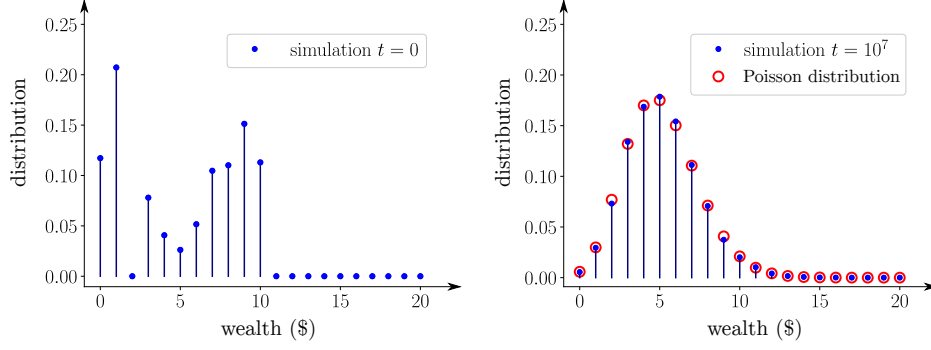 0.25
0.20
0.15
0.10
0.05
0.00
distribution
simulation t = 0
0 5 10 15 20
wealth ($)
0.25
0.20
0.15
0.10
0.05
0.00
distribution
simulation t = 10⁷
Poisson distribution
0 5 10 15 20
wealth ($)